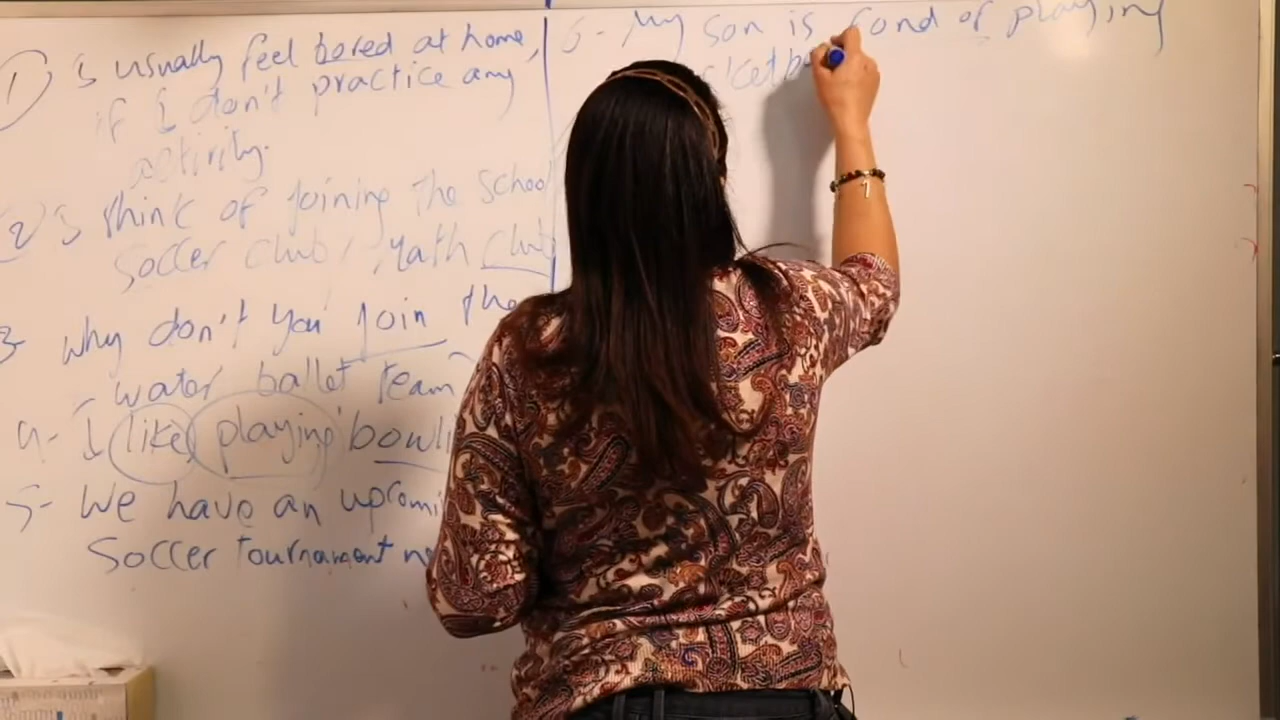 1) I usually feel bored at home,
if I don't practice any
activity.
(2) I think of joining the school
soccer club / Math club
3- Why don't you join the
water ballet team
4- I like playing bowli
5- We have an upcomi
Soccer tournament
6- My son is fond of playing